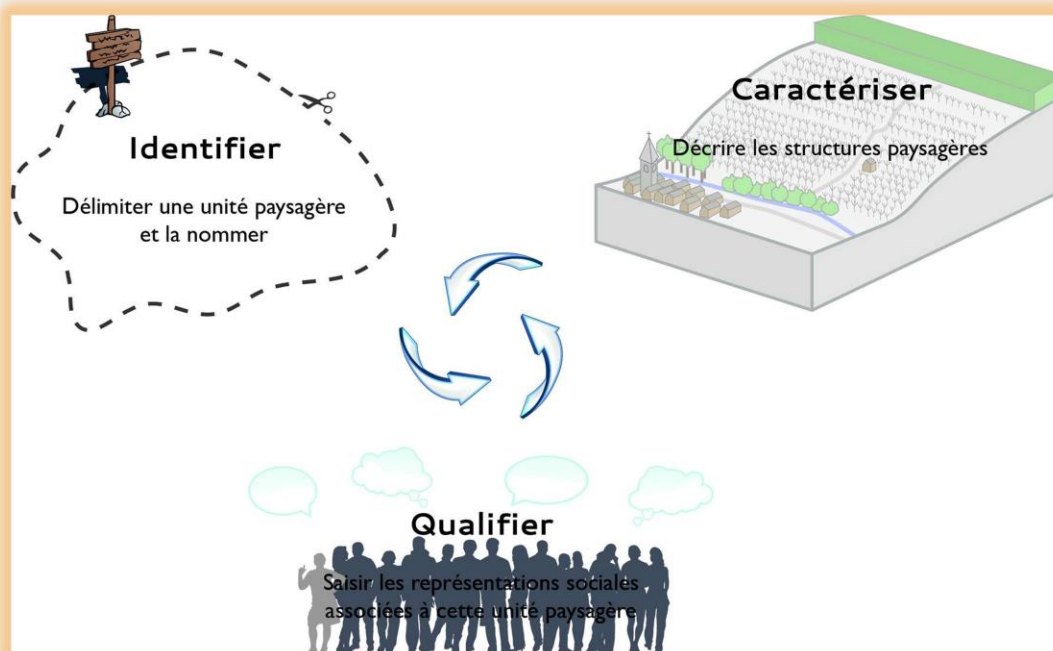 Identifier
Délimiter une unité paysagère
et la nommer
Caractériser
Décrire les structures paysagères
Qualifier
Saisir les représentations sociales
associées à cette unité paysagère